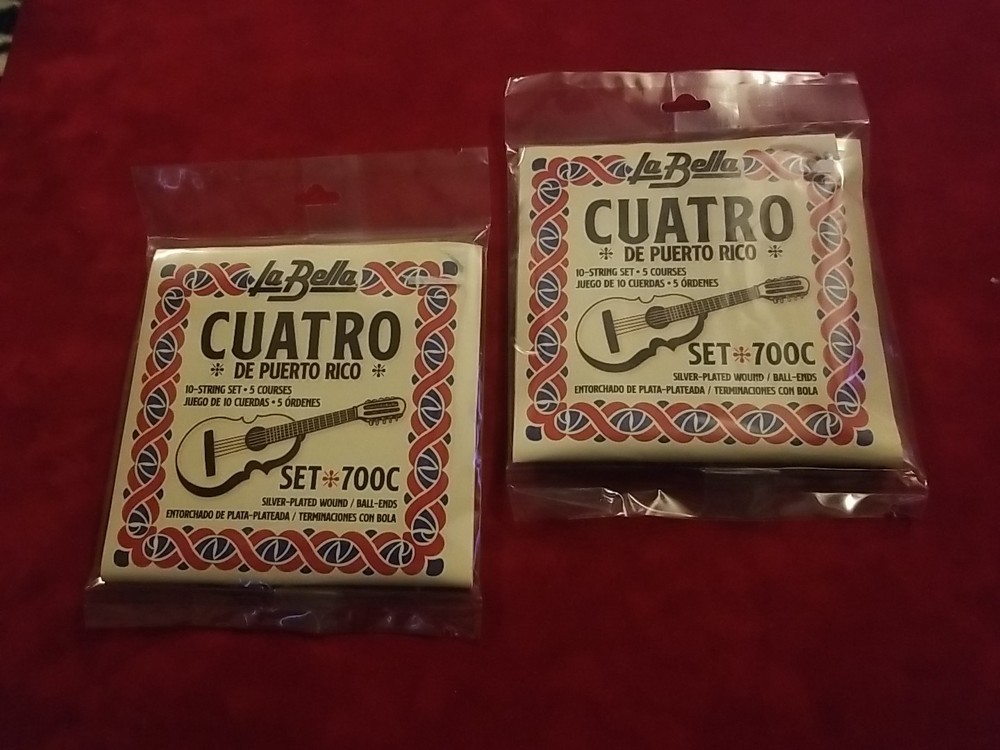 La Bella
CUATRO
DE PUERTO RICO
10-STRING SET • 5 COURSES
JUEGO DE 10 CUERDAS • 5 ÓRDENES
SET 700C
SILVER-PLATED WOUND / BALL-ENDS
ENTORCHADO DE PLATA-PLATEADA / TERMINACIONES CON BOLA
La Bella
CUATRO
DE PUERTO RICO
10-STRING SET • 5 COURSES
JUEGO DE 10 CUERDAS • 5 ÓRDENES
SET 700C
SILVER-PLATED WOUND / BALL-ENDS
ENTORCHADO DE PLATA-PLATEADA / TERMINACIONES CON BOLA